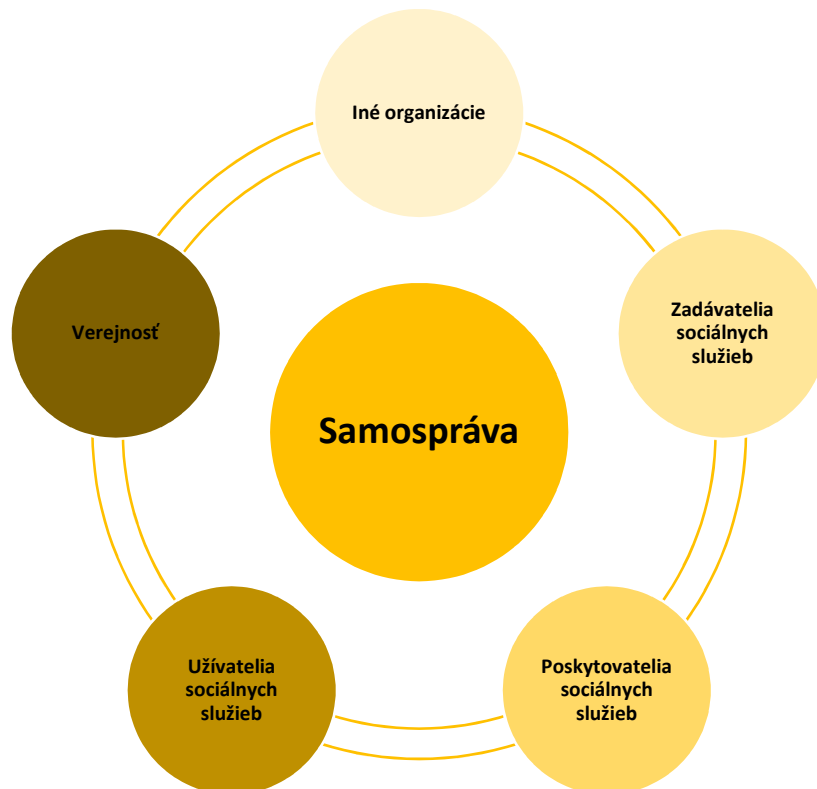 Iné organizácie
Zadávatelia
sociálnych
služieb
Verejnosť
Samospráva
Užívatelia
sociálnych
služieb
Poskytovatelia
sociálnych
služieb